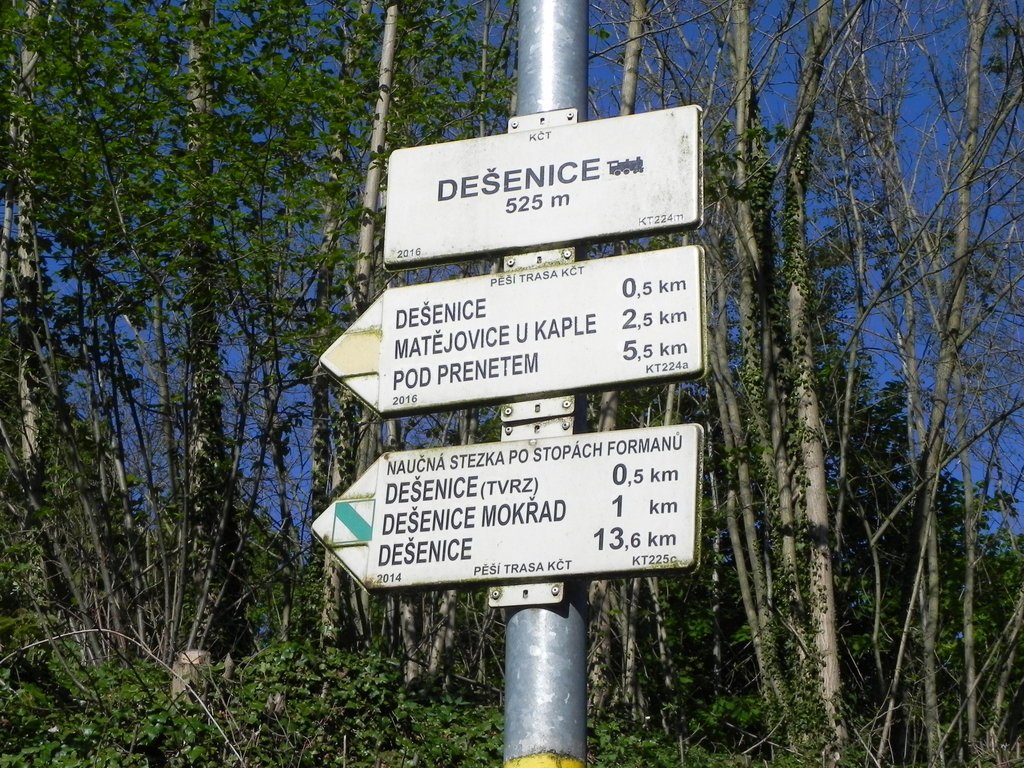 KČT
DEŠENICE
525 m
2016 KT224m
PĚŠÍ TRASA KČT
DEŠENICE 0,5 km
MATĚJOVICE U KAPLE 2,5 km
POD PRENETEM 5,5 km
2016 KT224a
NAUČNÁ STEZKA PO STOPÁCH FORMANŮ
DEŠENICE (TVRZ) 0,5 km
DEŠENICE MOKŘAD 1 km
DEŠENICE 13,6 km
2014 PĚŠÍ TRASA KČT KT225c